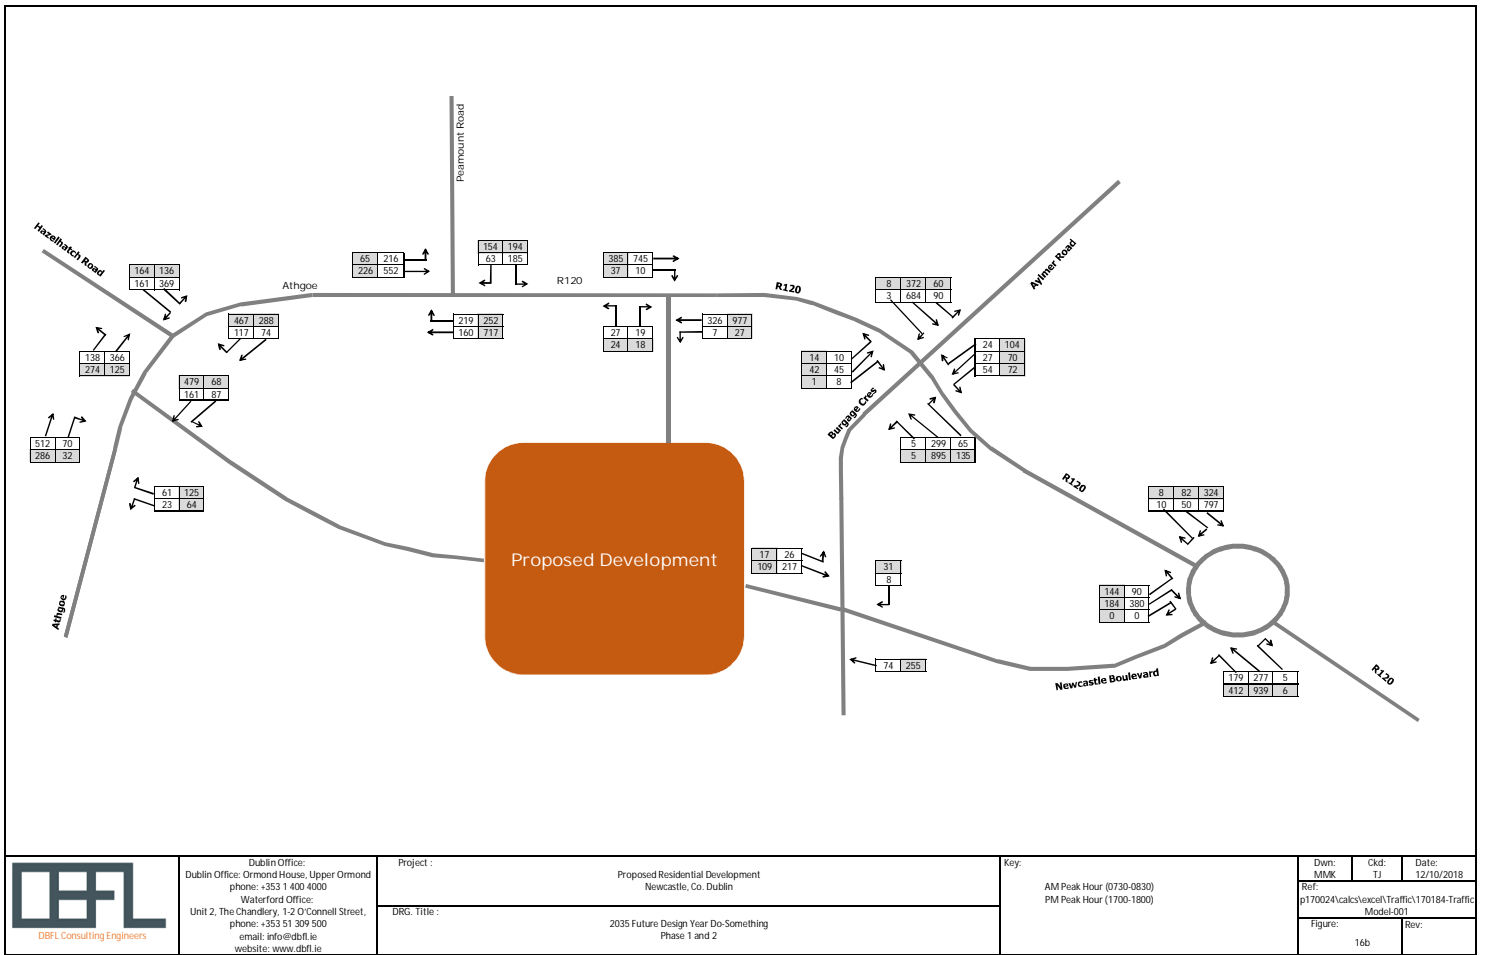 Peamount Road
Hazelhatch Road
164 136
161 369
65 216
226 552
154 194
63 185
385 745
37 10
Athgoe
R120
R120
Aylmer Road
8 372 60
3 684 90
467 288
117 74
219 252
160 717
27 19
24 18
326 977
7 27
138 366
274 125
14 10
42 45
1 8
24 104
27 70
54 72
479 68
161 87
Burgage Cres
512 70
286 32
5 299 65
5 895 135
61 125
23 64
R120
8 82 324
10 50 797
Proposed Development
17 26
109 217
31
8
144 90
184 380
0 0
Athgoe
74 255
Newcastle Boulevard
179 277 5
412 939 6
R120
DBFL
DBFL Consulting Engineers
Dublin Office:
Dublin Office: Ormond House, Upper Ormond
phone: +353 1 400 4000
Waterford Office:
Unit 2, The Chandlery, 1-2 O'Connell Street,
phone: +353 51 309 500
email: info@dbfl.ie
website: www.dbfl.ie
Project :
Proposed Residential Development
Newcastle, Co. Dublin
DRG. Title :
2035 Future Design Year Do-Something
Phase 1 and 2
Key:
AM Peak Hour (0730-0830)
PM Peak Hour (1700-1800)
Dwn: Ckd: Date:
MMK TJ 12/10/2018
Ref:
p170024\calcs\excel\Traffic\170184-Traffic
Model-001
Figure: Rev:
16b